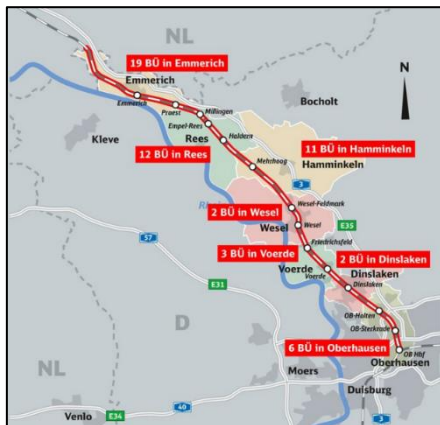 NL
19 BÜ in Emmerich
Emmerich
N
Emmerich
Praest
Millingen
Bocholt
Empel-Rees
Kleve
Rees
Haldern
11 BÜ in Hamminkeln
12 BÜ in Rees
Mehrhoog
Hamminkeln
3
2 BÜ in Wesel
Wesel-Feldmark
Wesel
Wesel
E35
57
3 BÜ in Voerde
Friedrichsfeld
2 BÜ in Dinslaken
Voerde
Voerde
Dinslaken
E31
Dinslaken
D
OB-Holten
OB-Sterkrade
6 BÜ in Oberhausen
OB Hbf
NL
Oberhausen
Moers
Duisburg
40
Venlo
E34
3